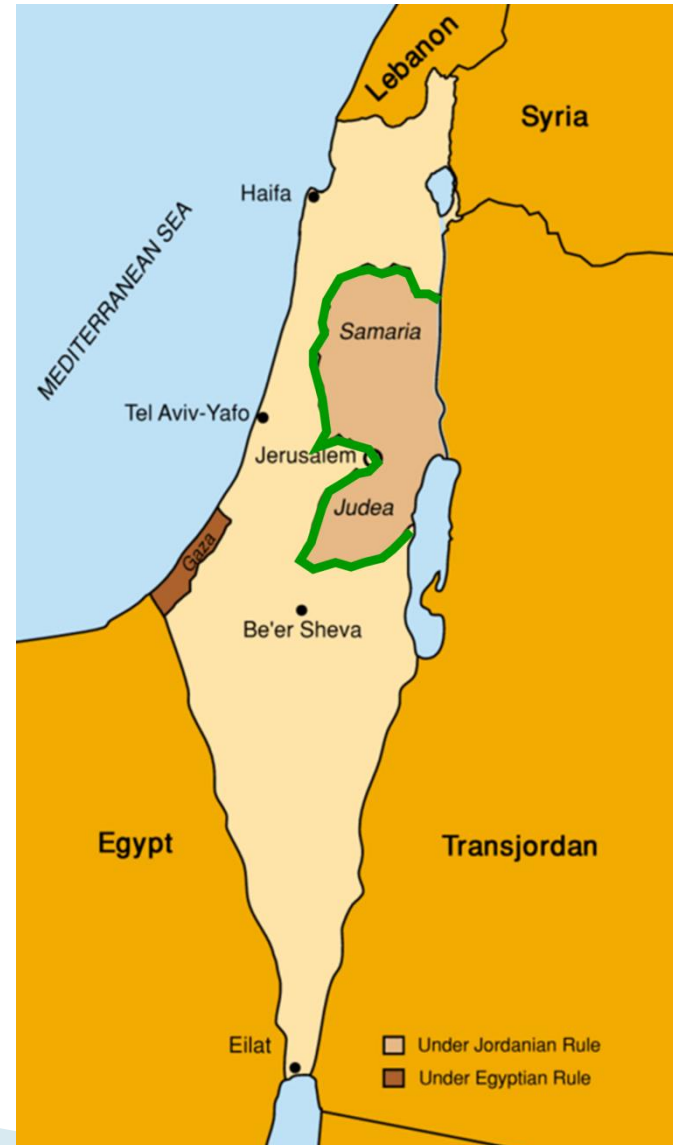 Lebanon
Syria
Haifa
MEDITERRANEAN SEA
Samaria
Tel Aviv-Yafo
Jerusalem
Judea
Gaza
Be'er Sheva
Egypt
Transjordan
Eilat
Under Jordanian Rule
Under Egyptian Rule